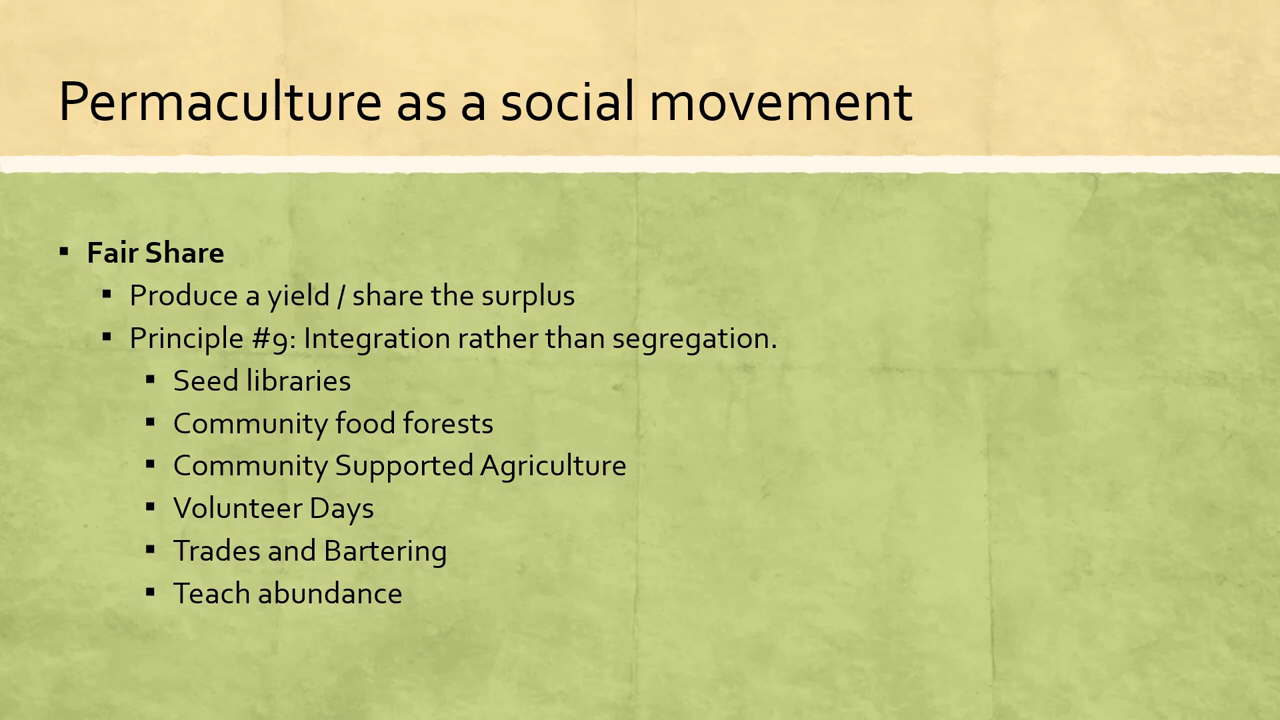 Permaculture as a social movement
▪ Fair Share
▪ Produce a yield / share the surplus
▪ Principle #9: Integration rather than segregation.
▪ Seed libraries
▪ Community food forests
▪ Community Supported Agriculture
▪ Volunteer Days
▪ Trades and Bartering
▪ Teach abundance